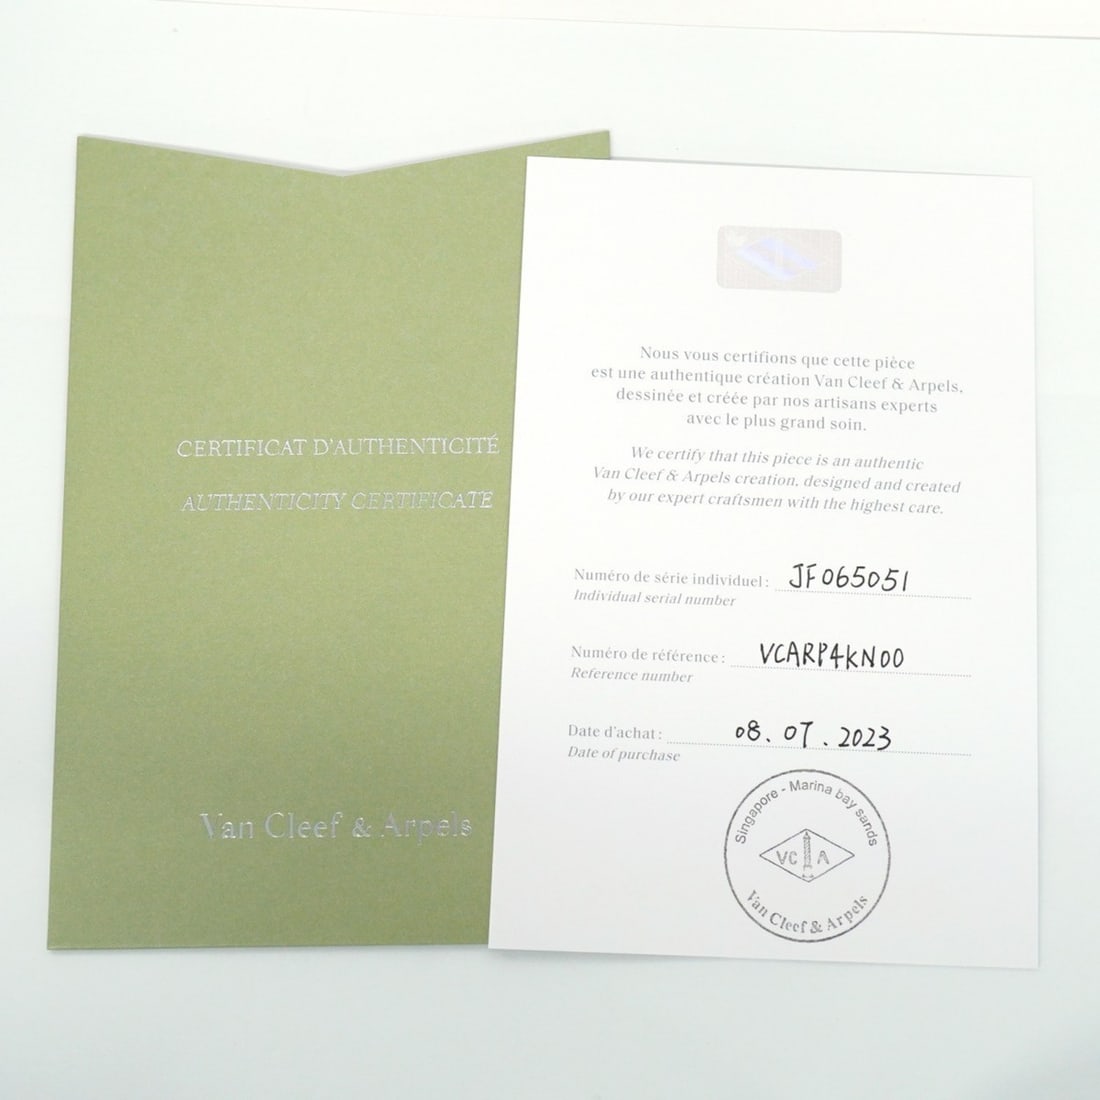 CERTIFICAT D'AUTHENTICITÉ
AUTHENTICITY CERTIFICATE
Van Cleef & Arpels
Nous vous certifions que cette pièce
est une authentique création Van Cleef & Arpels,
dessinée et créée par nos artisans experts
avec le plus grand soin.
We certify that this piece is an authentic
Van Cleef & Arpels creation, designed and created
by our expert craftsmen with the highest care.
Numéro de série individuel : JF065051
Individual serial number
Numéro de référence : VCARP4KN00
Reference number
Date d'achat : 08.07.2023
Date of purchase
Singapore - Marina bay sands
VC A
Van Cleef & Arpels